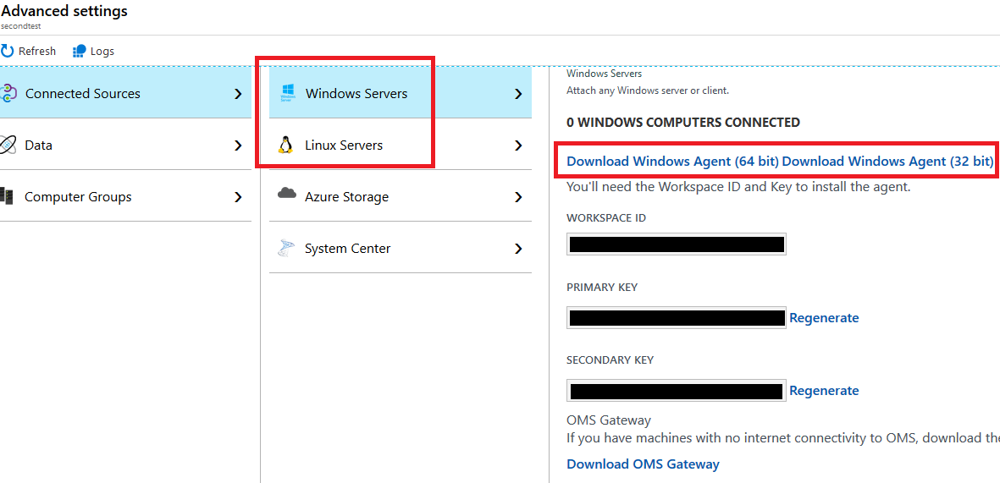 Advanced settings
secondtest
Refresh
Logs
Connected Sources
Data
Computer Groups
Windows Servers
Linux Servers
Azure Storage
System Center
Windows Servers
Attach any Windows server or client.
0 WINDOWS COMPUTERS CONNECTED
Download Windows Agent (64 bit) Download Windows Agent (32 bit)
You'll need the Workspace ID and Key to install the agent.
WORKSPACE ID
PRIMARY KEY
Regenerate
SECONDARY KEY
Regenerate
OMS Gateway
If you have machines with no internet connectivity to OMS, download the
Download OMS Gateway